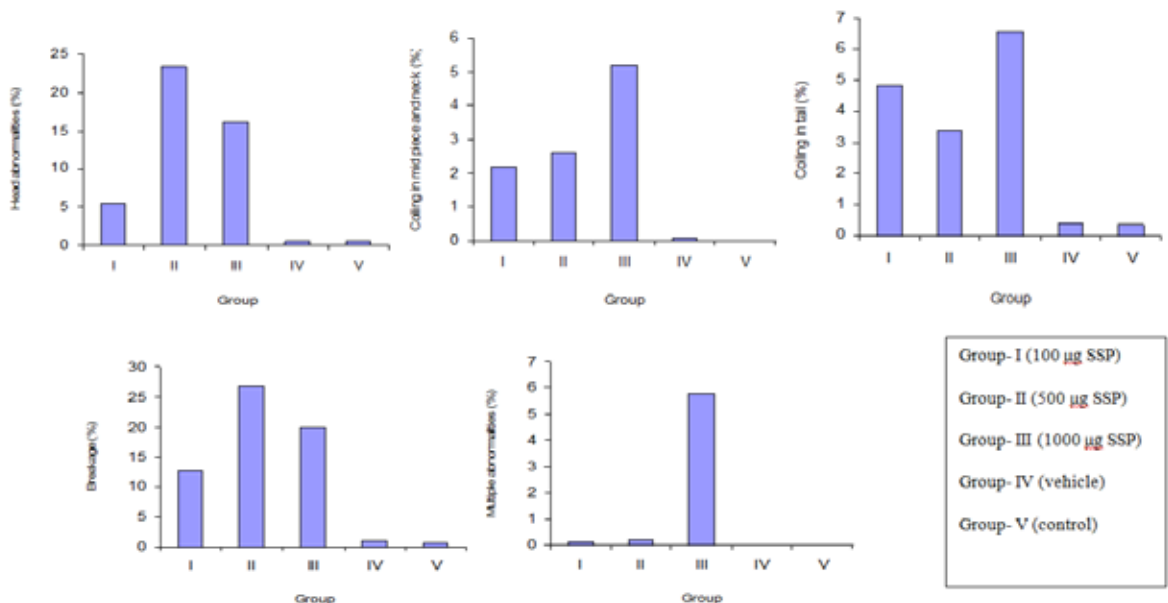 Head abnormalities (%)
25
20
15
10
5
0
I II III IV V
Group
Coiling in mid piece and neck (%)
6
5
4
3
2
1
0
I II III IV V
Group
Coiling in tail (%)
7
6
5
4
3
2
1
0
I II III IV V
Group
Breekage (%)
30
25
20
15
10
5
0
I II III IV V
Group
Multiple abnormalities (%)
7
6
5
4
3
2
1
0
I II III IV V
Group
Group- I (100 µg SSP)
Group- II (500 µg SSP)
Group- III (1000 µg SSP)
Group- IV (vehicle)
Group- V (control)